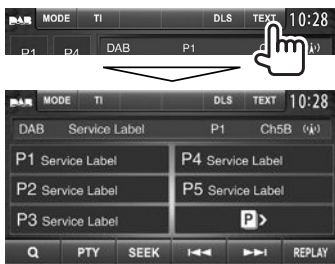 DAB MODE TI DLS TEXT 10:28
P1 P4 DAB P1
DAB MODE TI DLS TEXT 10:28
DAB Service Label P1 Ch5B
P1 Service Label P4 Service Label
P2 Service Label P5 Service Label
P3 Service Label P
PTY SEEK REPLAY